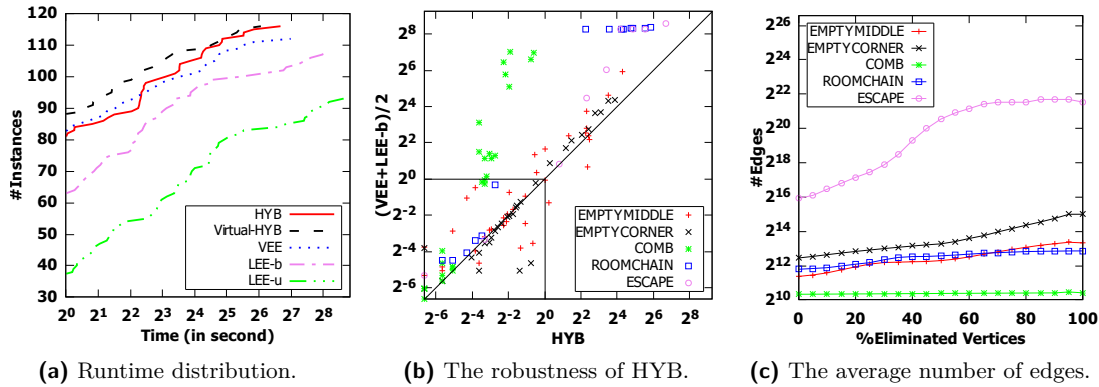 120
110
100
90
80
70
60
50
40
30
#Instances
HYB
Virtual-HYB
VEE
LEE-b
LEE-u
2^0 2^1 2^2 2^3 2^4 2^5 2^6 2^7 2^8
Time (in second)
(a) Runtime distribution.
2^8
2^6
2^4
2^2
2^0
2^-2
2^-4
2^-6
(VEE+LEE-b)/2
EMPTYMIDDLE
EMPTYCORNER
COMB
ROOMCHAIN
ESCAPE
2^-6 2^-4 2^-2 2^0 2^2 2^4 2^6 2^8
HYB
(b) The robustness of HYB.
2^26
2^24
2^22
2^20
2^18
2^16
2^14
2^12
2^10
#Edges
EMPTYMIDDLE
EMPTYCORNER
COMB
ROOMCHAIN
ESCAPE
0 20 40 60 80 100
%Eliminated Vertices
(c) The average number of edges.